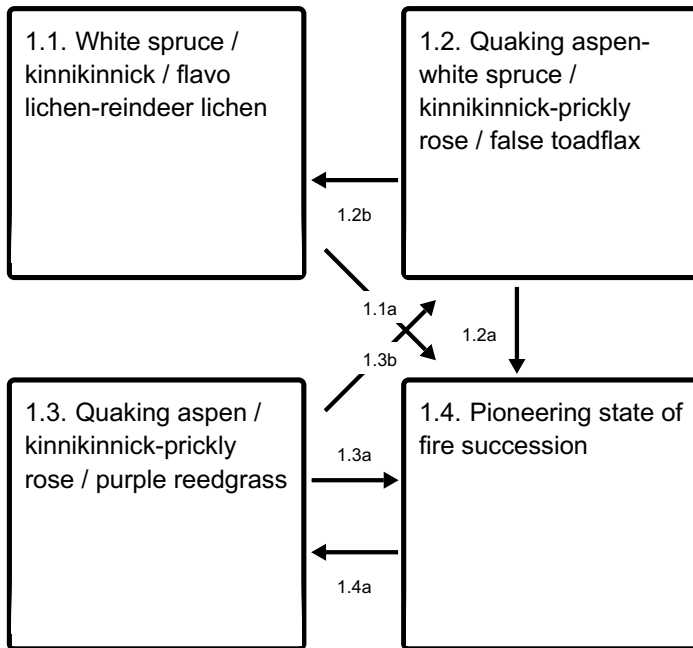 1.1. White spruce /
kinnikinnick / flavo
lichen-reindeer lichen
1.2. Quaking aspen-
white spruce /
kinnikinnick-prickly
rose / false toadflax
1.2b
1.1a
1.2a
1.3b
1.3. Quaking aspen /
kinnikinnick-prickly
rose / purple reedgrass
1.3a
1.4a
1.4. Pioneering state of
fire succession